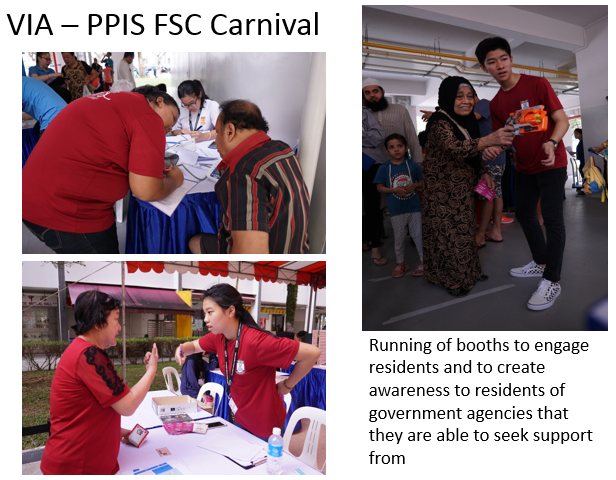 VIA – PPIS FSC Carnival
Running of booths to engage
residents and to create
awareness to residents of
government agencies that
they are able to seek support
from